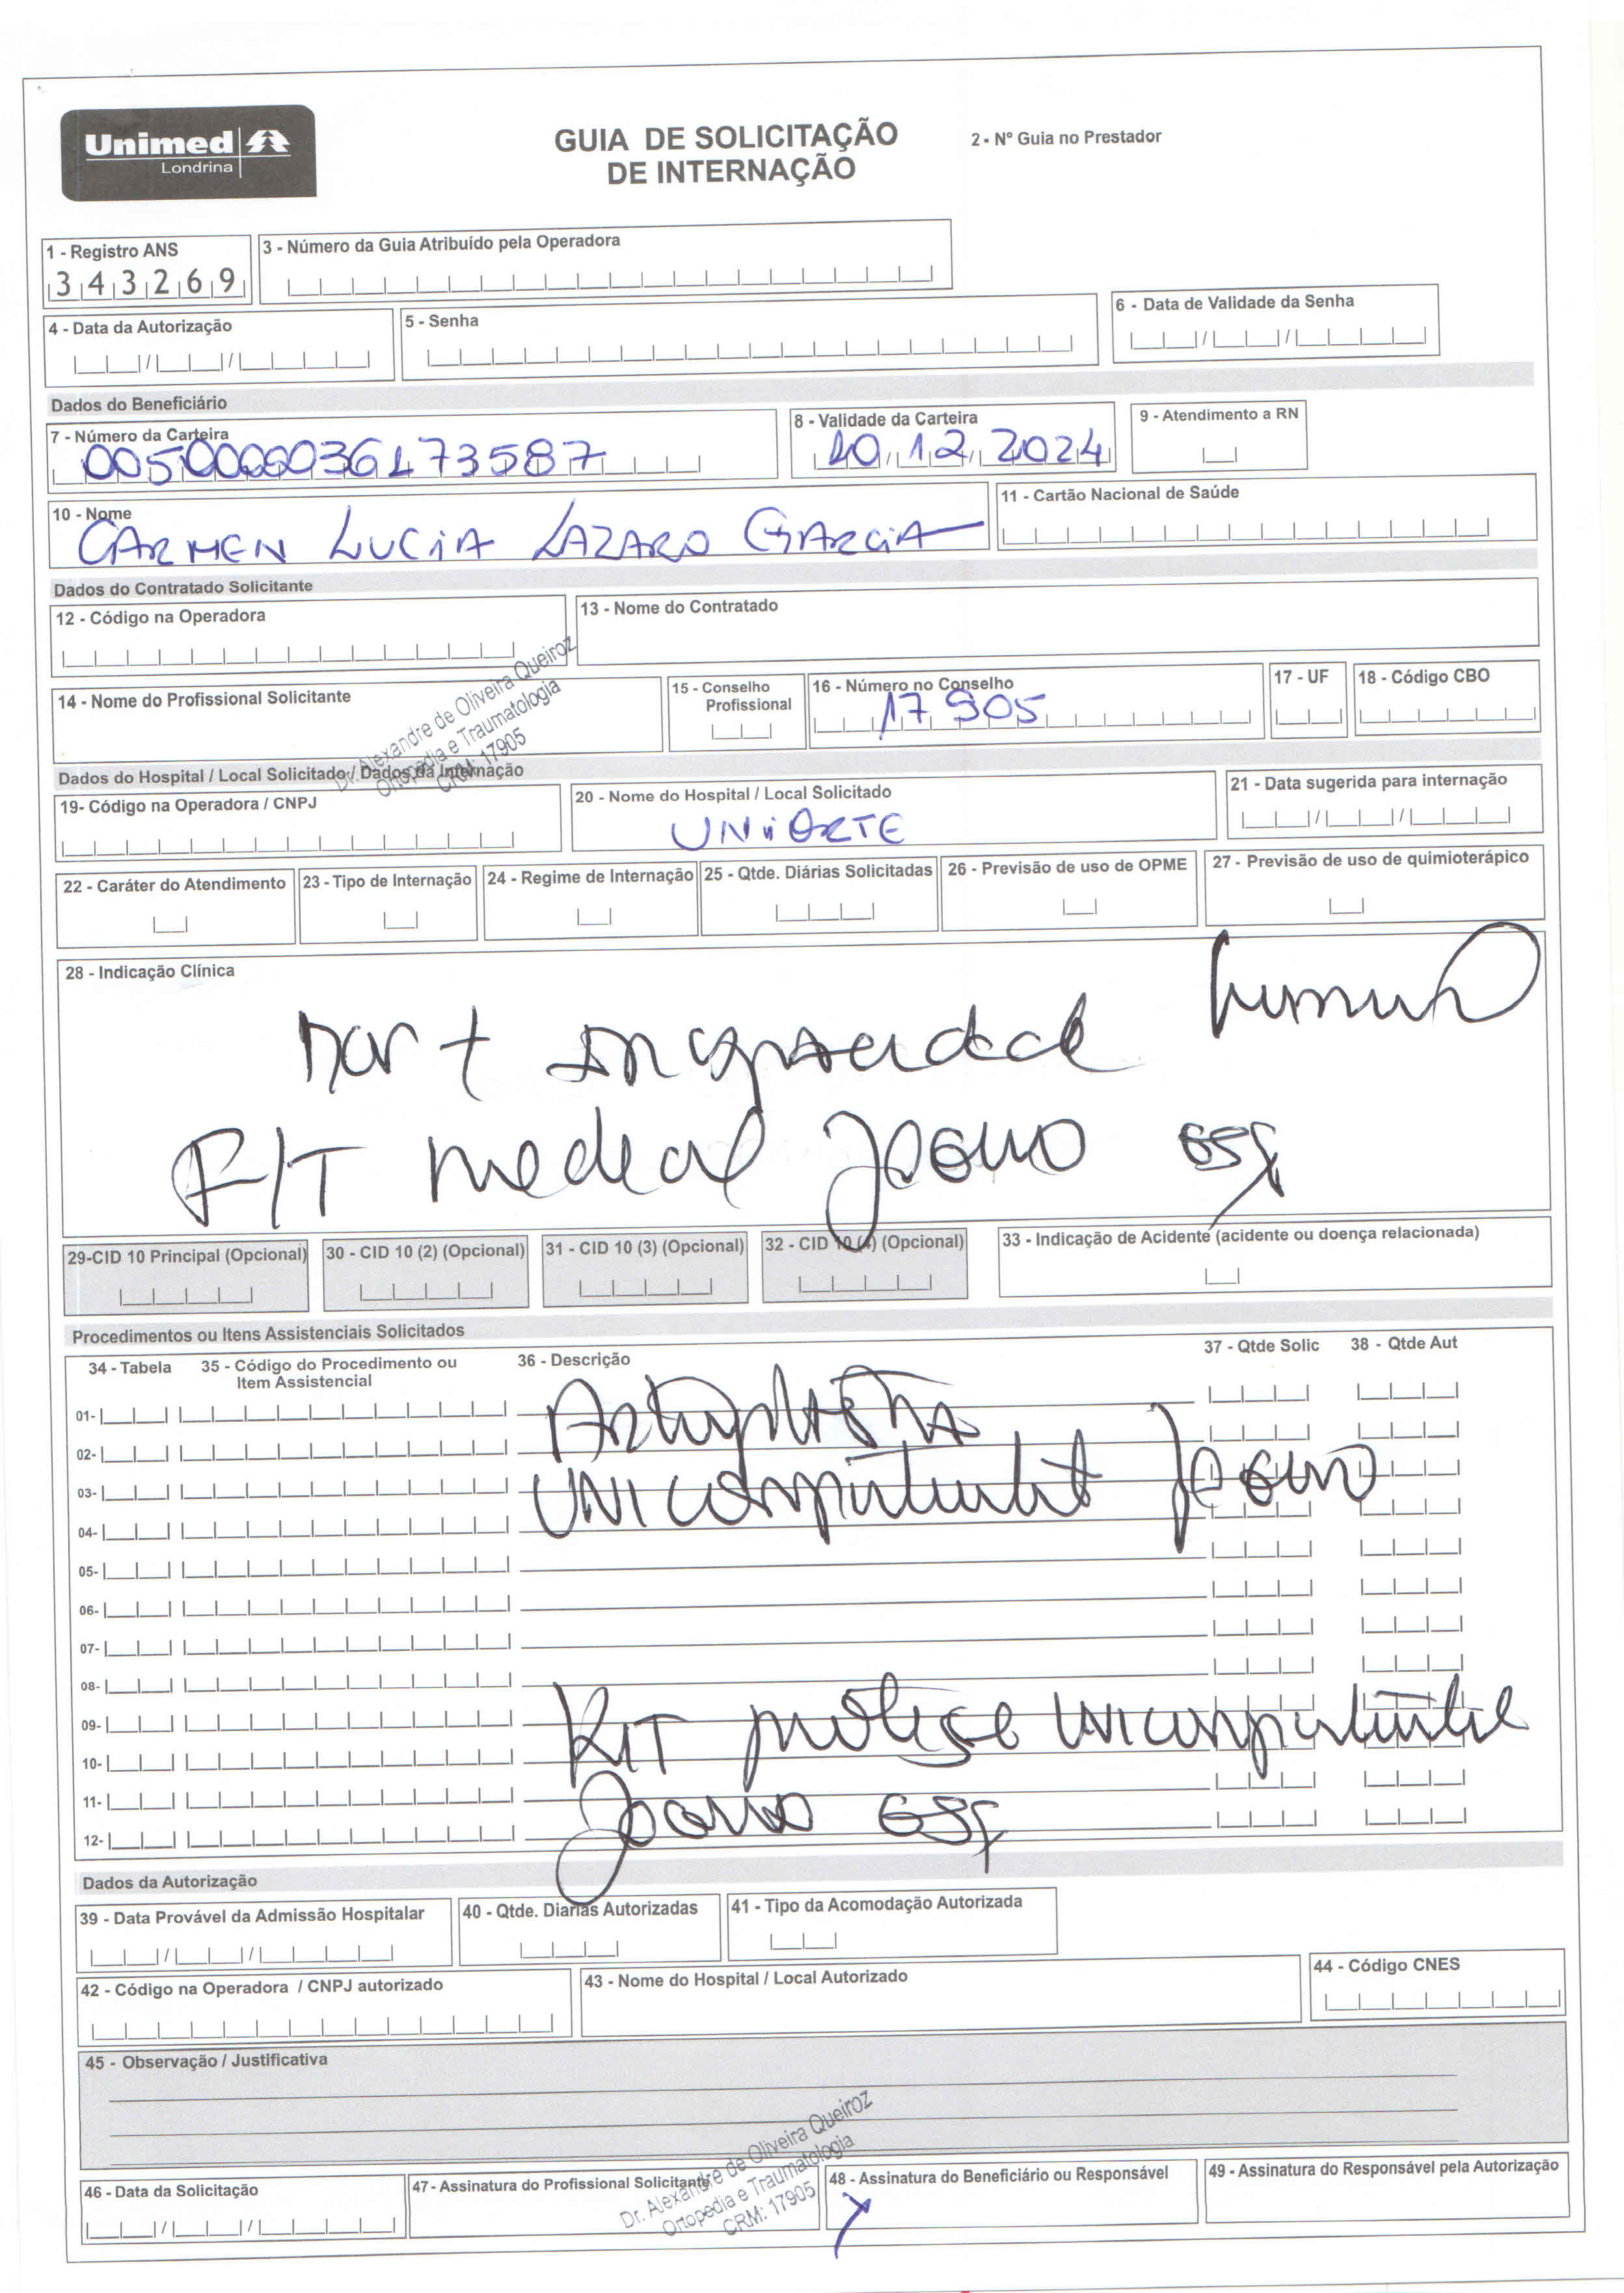 Unimed
Londrina
GUIA DE SOLICITAÇÃO
DE INTERNAÇÃO
2 - Nº Guia no Prestador
1 - Registro ANS
343269
3 - Número da Guia Atribuído pela Operadora
4 - Data da Autorização
5 - Senha
6 - Data de Validade da Senha
Dados do Beneficiário
7 - Número da Carteira
8 - Validade da Carteira
9 - Atendimento a RN
12 2024
10 - Nome
11 - Cartão Nacional de Saúde
CARMEN LUCIA LAZARO GARCIA
Dados do Contratado Solicitante
12 - Código na Operadora
13 - Nome do Contratado
14 - Nome do Profissional Solicitante
Dr. Alexandre de Oliveira Queiroz
Ortopedia e Traumatologia
CRM: 17905
15 - Conselho Profissional
16 - Número no Conselho
17905
17 - UF
18 - Código CBO
Dados do Hospital / Local Solicitado / Dados da Internação
19- Código na Operadora / CNPJ
20 - Nome do Hospital / Local Solicitado
UNiORTE
21 - Data sugerida para internação
22 - Caráter do Atendimento
23 - Tipo de Internação
24 - Regime de Internação
25 - Qtde. Diárias Solicitadas
26 - Previsão de uso de OPME
27 - Previsão de uso de quimioterápico
28 - Indicação Clínica
F/T medial Joelho esq
29-CID 10 Principal (Opcional)
30 - CID 10 (2) (Opcional)
31 - CID 10 (3) (Opcional)
32 - CID 10 (4) (Opcional)
33 - Indicação de Acidente (acidente ou doença relacionada)
Procedimentos ou Itens Assistenciais Solicitados
34 - Tabela
35 - Código do Procedimento ou Item Assistencial
36 - Descrição
37 - Qtde Solic
38 - Qtde Aut
01-
Artroplastia
02-
03-
Unicompartimental Joelho
04-
05-
06-
07-
08-
09-
Kit prótese unicompartimental
10-
11-
Joelho esq
12-
Dados da Autorização
39 - Data Provável da Admissão Hospitalar
40 - Qtde. Diarias Autorizadas
41 - Tipo da Acomodação Autorizada
42 - Código na Operadora / CNPJ autorizado
43 - Nome do Hospital / Local Autorizado
44 - Código CNES
45 - Observação / Justificativa
46 - Data da Solicitação
47 - Assinatura do Profissional Solicitante
Dr. Alexandre de Oliveira Queiroz
Ortopedia e Traumatologia
CRM: 17905
48 - Assinatura do Beneficiário ou Responsável
49 - Assinatura do Responsável pela Autorização